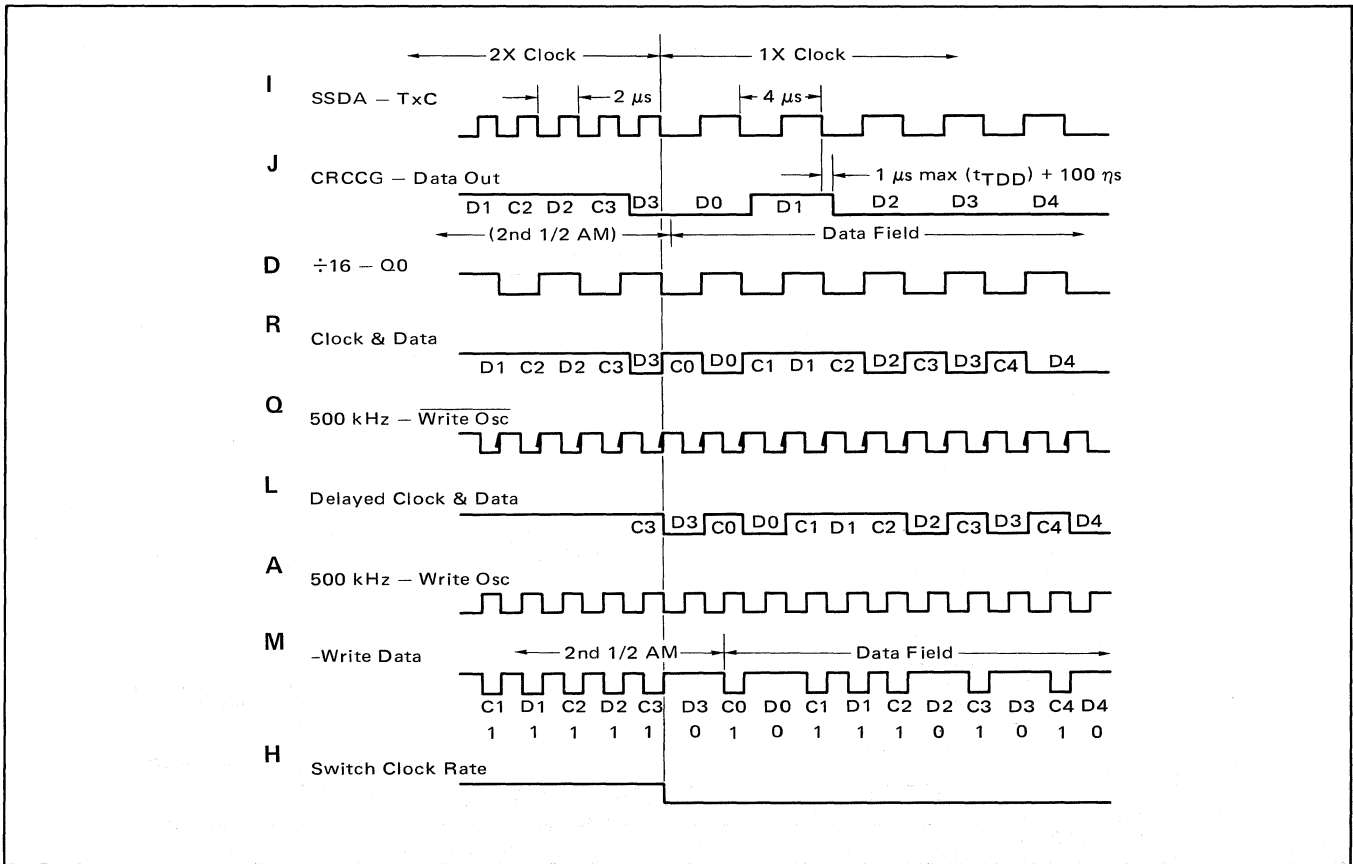 2X Clock 1X Clock
I SSDA – TxC 2 μs 4 μs
J CRCCG – Data Out 1 μs max (tTDD) + 100 ηs
D1 C2 D2 C3 D3 D0 D1 D2 D3 D4
(2nd 1/2 AM) Data Field
D ÷16 – Q0
R Clock & Data
D1 C2 D2 C3 D3 C0 D0 C1 D1 C2 D2 C3 D3 C4 D4
Q 500 kHz – Write Osc
L Delayed Clock & Data
C3 D3 C0 D0 C1 D1 C2 D2 C3 D3 C4 D4
A 500 kHz – Write Osc
M –Write Data 2nd 1/2 AM Data Field
C1 D1 C2 D2 C3 D3 C0 D0 C1 D1 C2 D2 C3 D3 C4 D4
1 1 1 1 1 0 1 0 1 1 1 0 1 0 1 0
H Switch Clock Rate